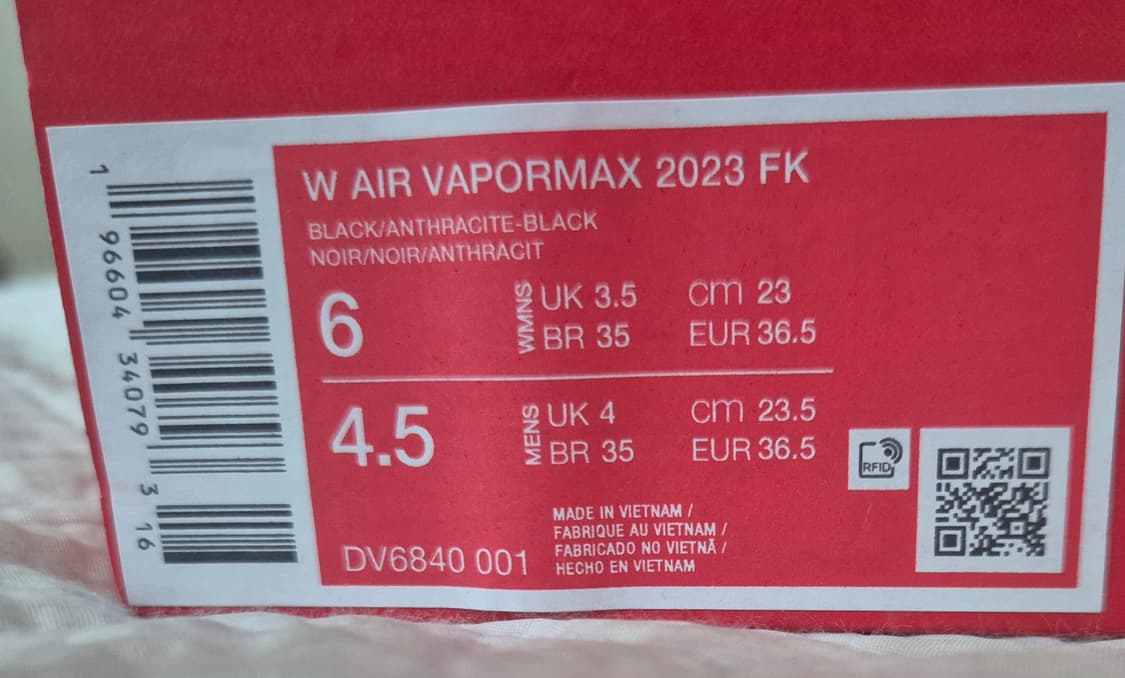 W AIR VAPORMAX 2023 FK
BLACK/ANTHRACITE-BLACK
NOIR/NOIR/ANTHRACIT
6
WMNS
UK 3.5 cm 23
BR 35 EUR 36.5
4.5
MENS
UK 4 cm 23.5
BR 35 EUR 36.5
RFID
MADE IN VIETNAM /
FABRIQUE AU VIETNAM /
FABRICADO NO VIETNÃ /
HECHO EN VIETNAM
DV6840 001
1 96604 34079 3 16